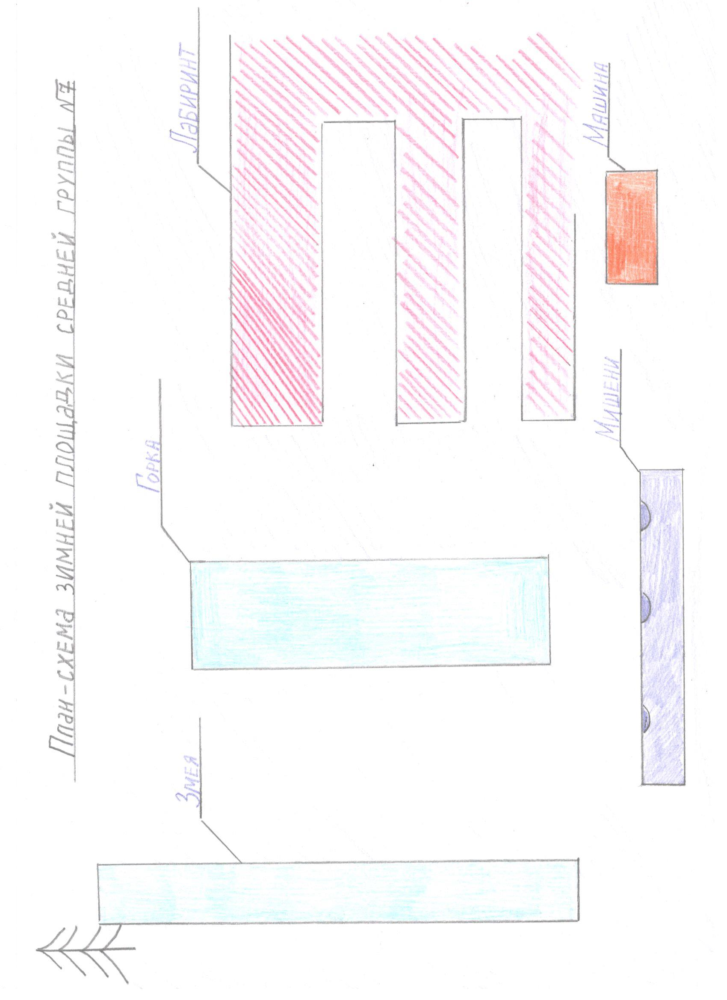 План-схема зимней площадки средней группы №7
Лабиринт
Горка
Змея
Машина
Мишени